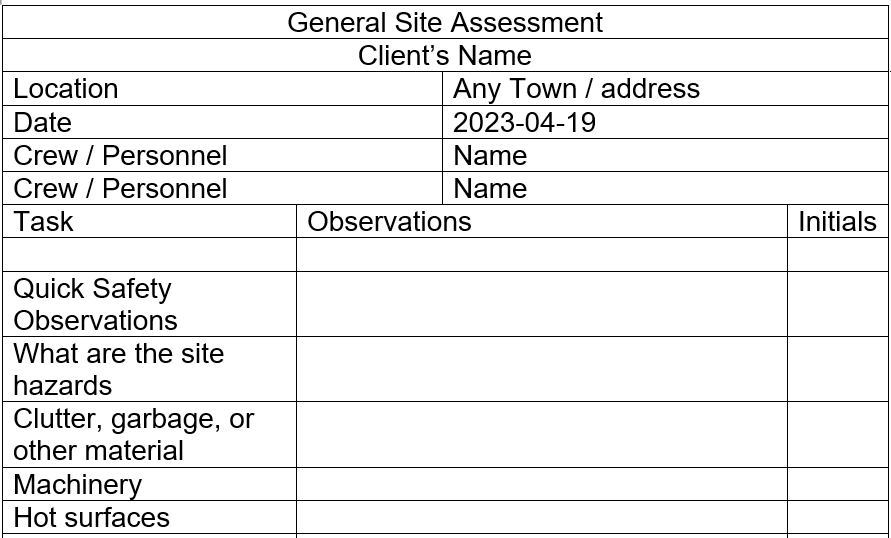 General Site Assessment
Client’s Name
Location Any Town / address
Date 2023-04-19
Crew / Personnel Name
Crew / Personnel Name
Task Observations Initials
Quick Safety
Observations
What are the site
hazards
Clutter, garbage, or
other material
Machinery
Hot surfaces